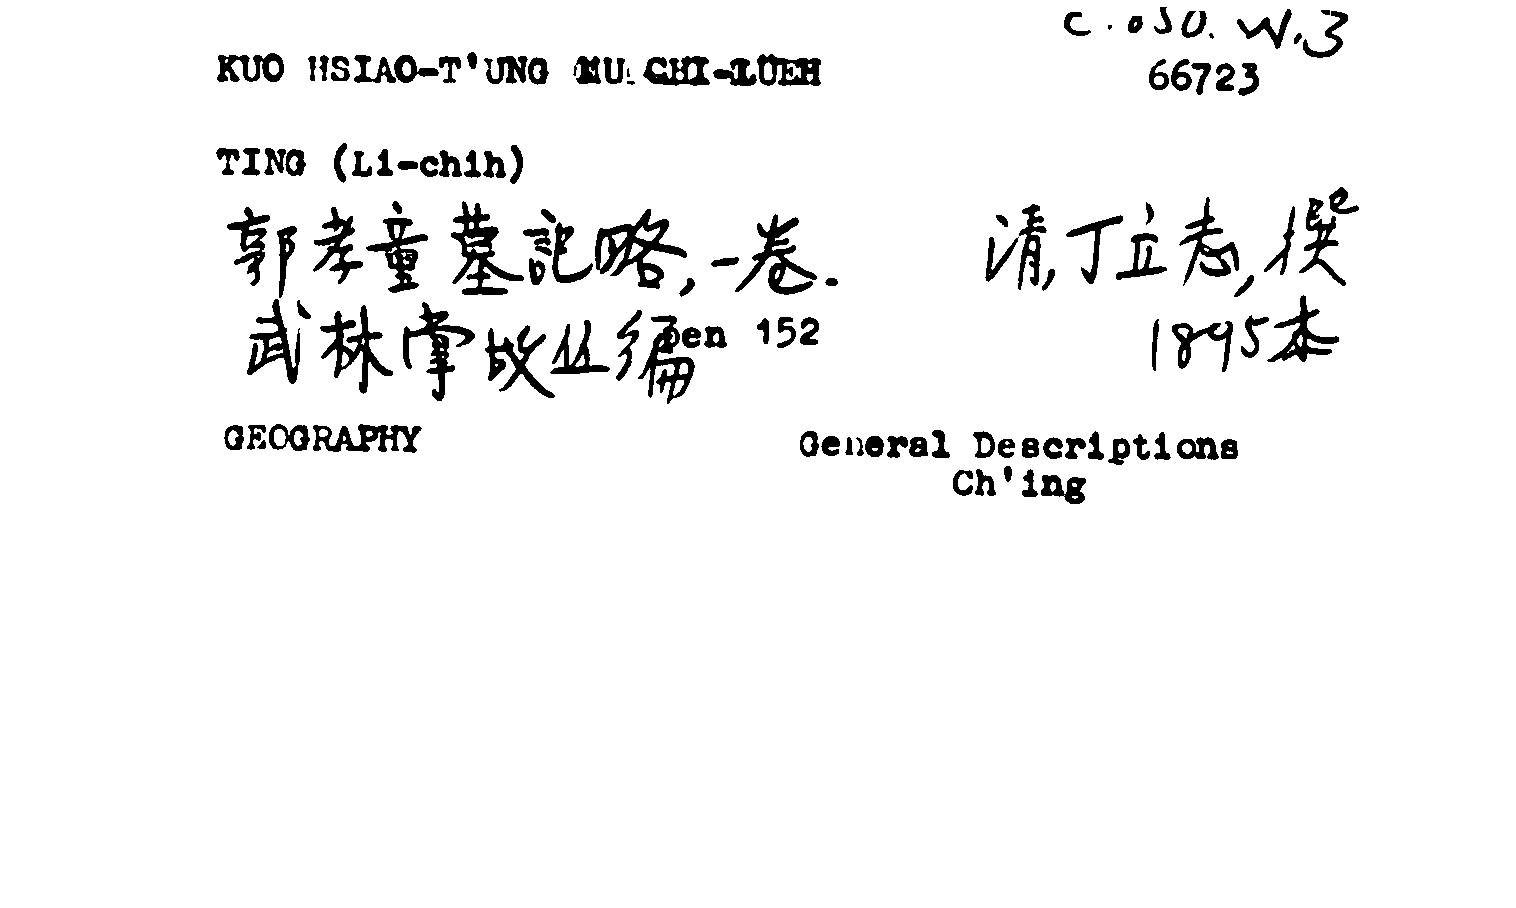 C.050.W.3
KUO HSIAO-T'UNG MU CHI-LÜEH 66723
TING (Li-chih)
郭孝童墓記略,一卷. 清,丁立志,撰
武林掌故丛编 pen 152 1895本
GEOGRAPHY General Descriptions
Ch'ing